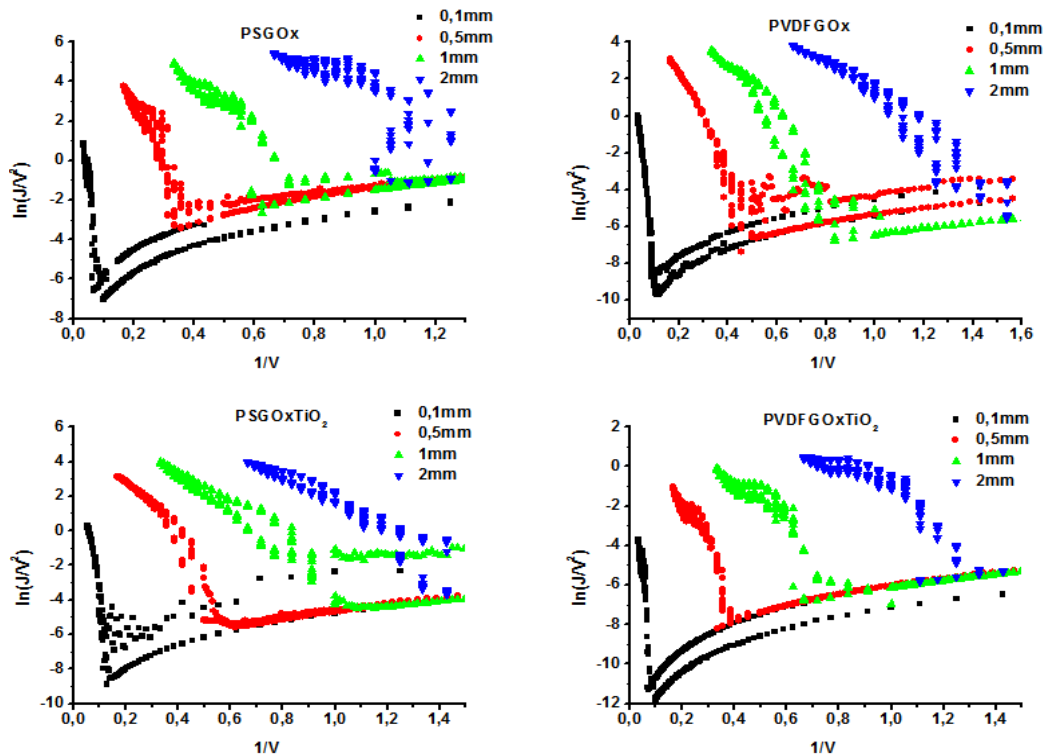 PSGOx
0,1mm
0,5mm
1mm
2mm
ln(J/V²)
6
4
2
0
-2
-4
-6
-8
0,0 0,2 0,4 0,6 0,8 1,0 1,2
1/V
PVDFGOx
0,1mm
0,5mm
1mm
2mm
ln(J/V²)
4
2
0
-2
-4
-6
-8
-10
0,0 0,2 0,4 0,6 0,8 1,0 1,2 1,4 1,6
1/V
PSGOxTiO₂
0,1mm
0,5mm
1mm
2mm
ln(J/V²)
6
4
2
0
-2
-4
-6
-8
-10
0,0 0,2 0,4 0,6 0,8 1,0 1,2 1,4
1/V
PVDFGOxTiO₂
0,1mm
0,5mm
1mm
2mm
ln(J/V²)
2
0
-2
-4
-6
-8
-10
-12
0,0 0,2 0,4 0,6 0,8 1,0 1,2 1,4
1/V